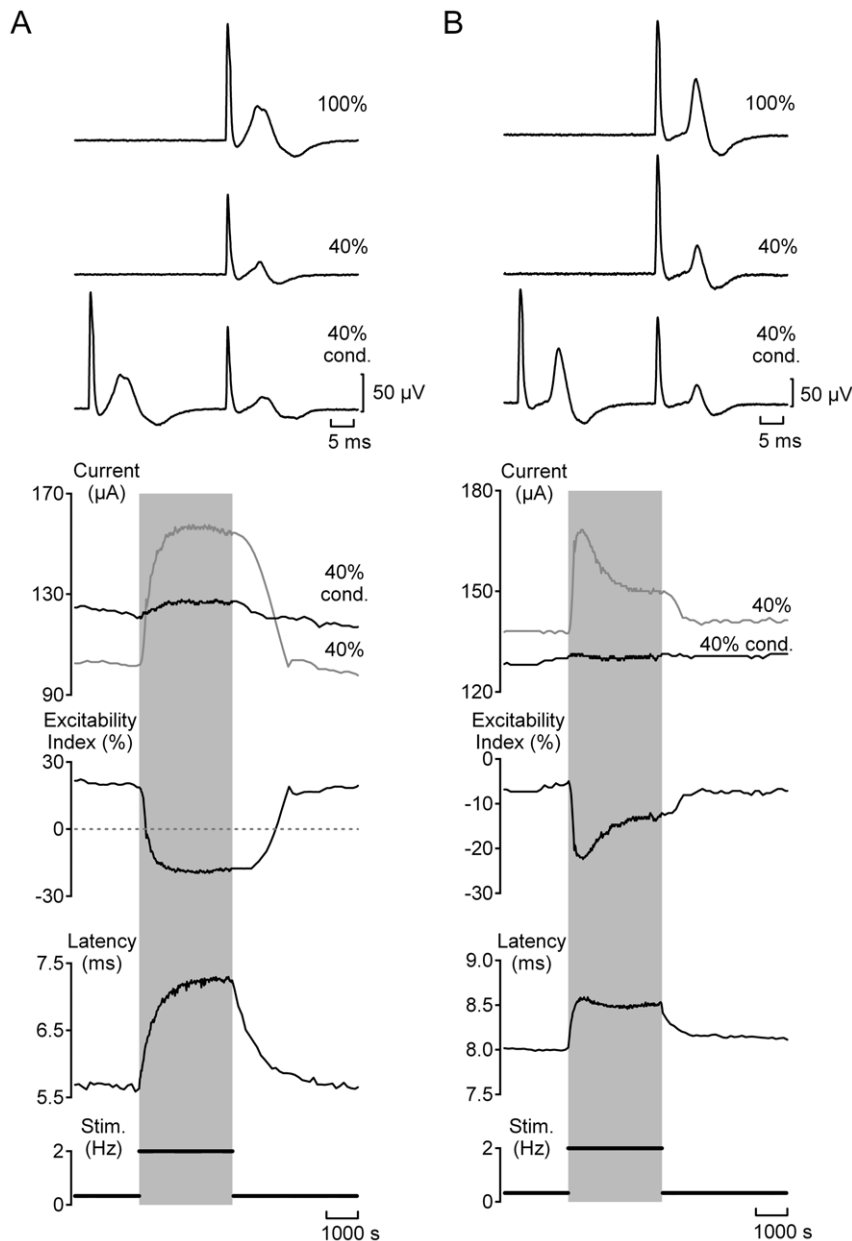 A
100%
40%
40%
cond.
50 µV
5 ms
Current
(µA)
170
130
90
40%
cond.
40%
Excitability
Index (%)
30
0
-30
Latency
(ms)
7.5
6.5
5.5
Stim.
(Hz)
2
0
1000 s
B
100%
40%
40%
cond.
50 µV
5 ms
Current
(µA)
180
150
120
40%
40% cond.
Excitability
Index (%)
0
-10
-20
-30
Latency
(ms)
9.0
8.5
8.0
7.5
Stim.
(Hz)
2
0
1000 s